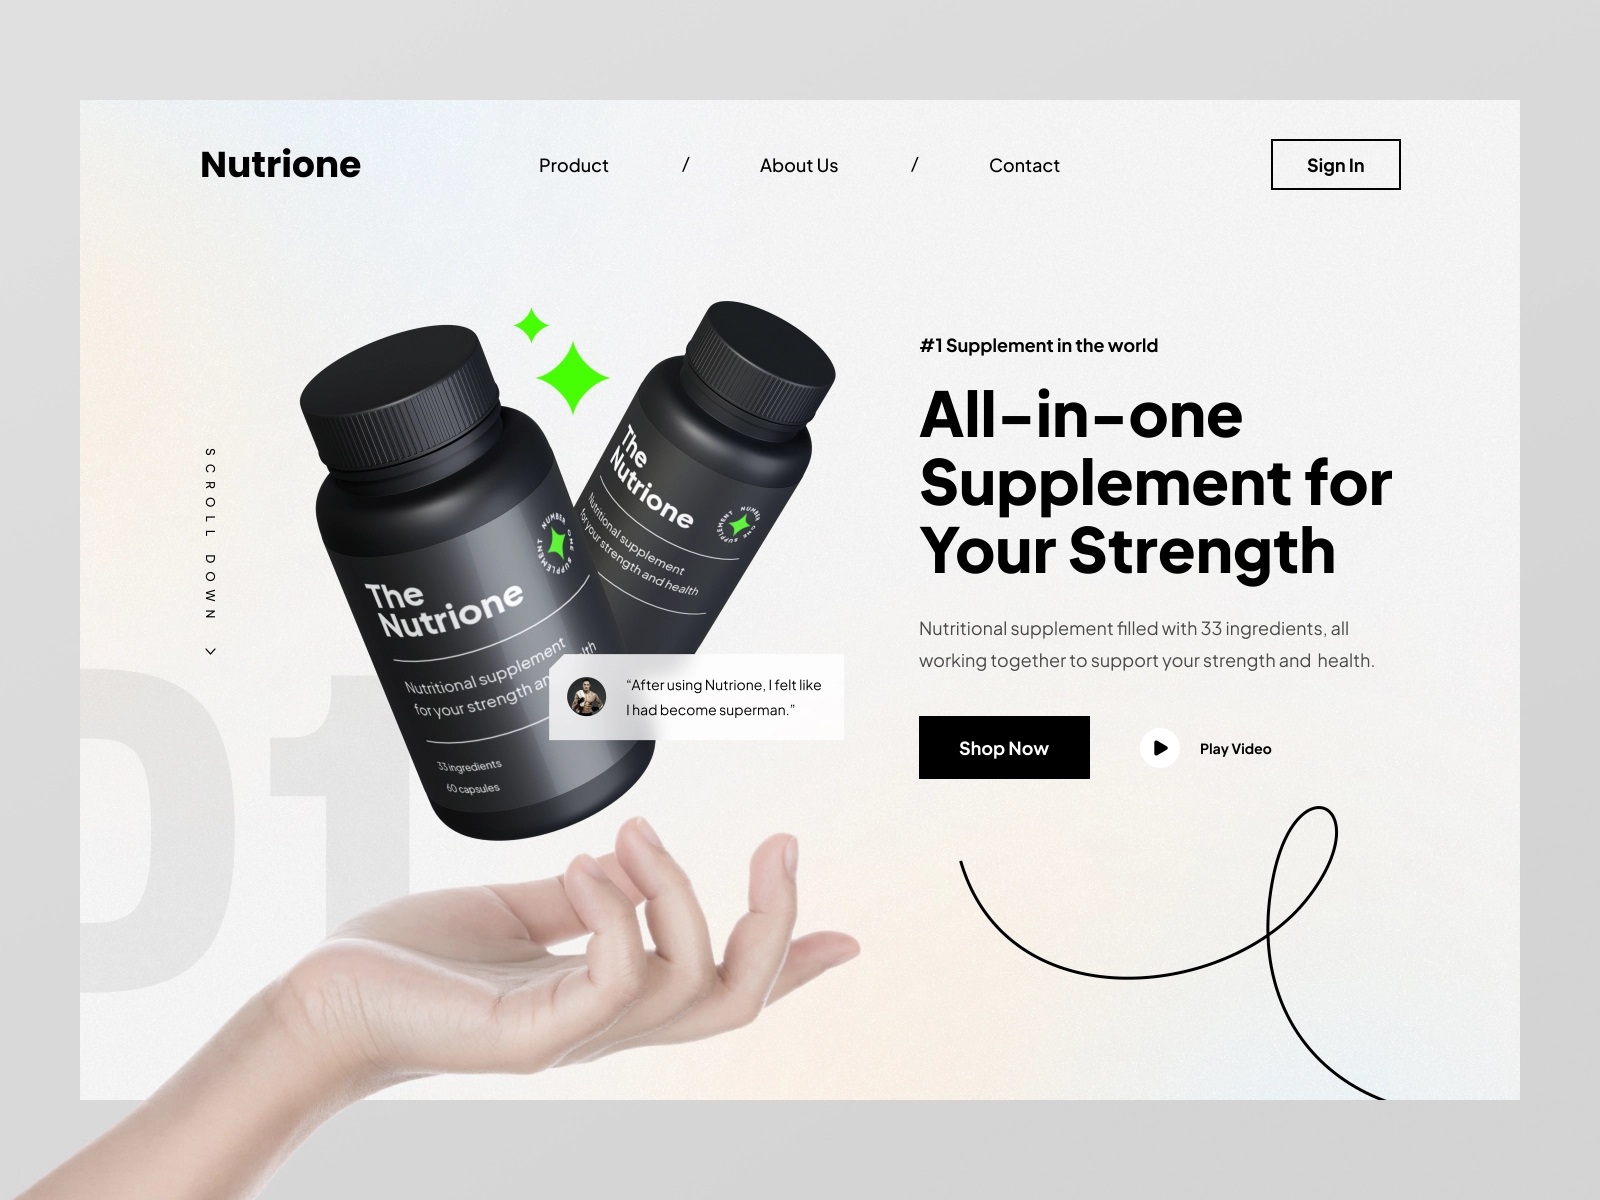 Nutrione
Product / About Us / Contact
Sign In
SCROLL DOWN
The
Nutrione
Nutritional supplement
for your strength and health
NUMBER ONE SUPPLEMENT
The
Nutrione
Nutritional supplement
for your strength an lth
NUMBER ONE SUPPLEMENT
33 ingredients
60 capsules
“After using Nutrione, I felt like
I had become superman.”
#1 Supplement in the world
All-in-one
Supplement for
Your Strength
Nutritional supplement filled with 33 ingredients, all
working together to support your strength and health.
Shop Now
Play Video